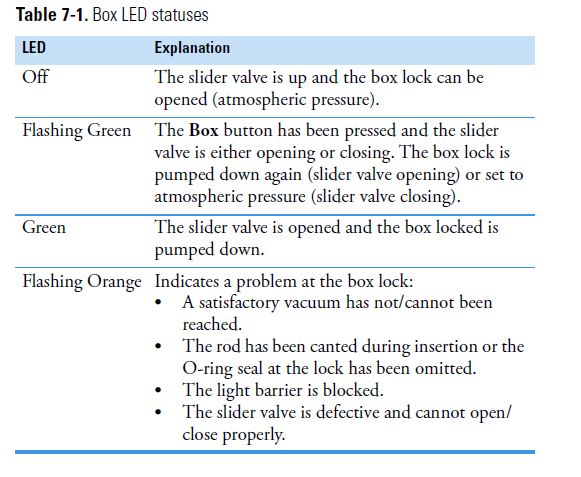 Table 7-1. Box LED statuses
LED Explanation
Off The slider valve is up and the box lock can be
opened (atmospheric pressure).
Flashing Green The Box button has been pressed and the slider
valve is either opening or closing. The box lock is
pumped down again (slider valve opening) or set to
atmospheric pressure (slider valve closing).
Green The slider valve is opened and the box locked is
pumped down.
Flashing Orange Indicates a problem at the box lock:
• A satisfactory vacuum has not/cannot been
reached.
• The rod has been canted during insertion or the
O-ring seal at the lock has been omitted.
• The light barrier is blocked.
• The slider valve is defective and cannot open/
close properly.